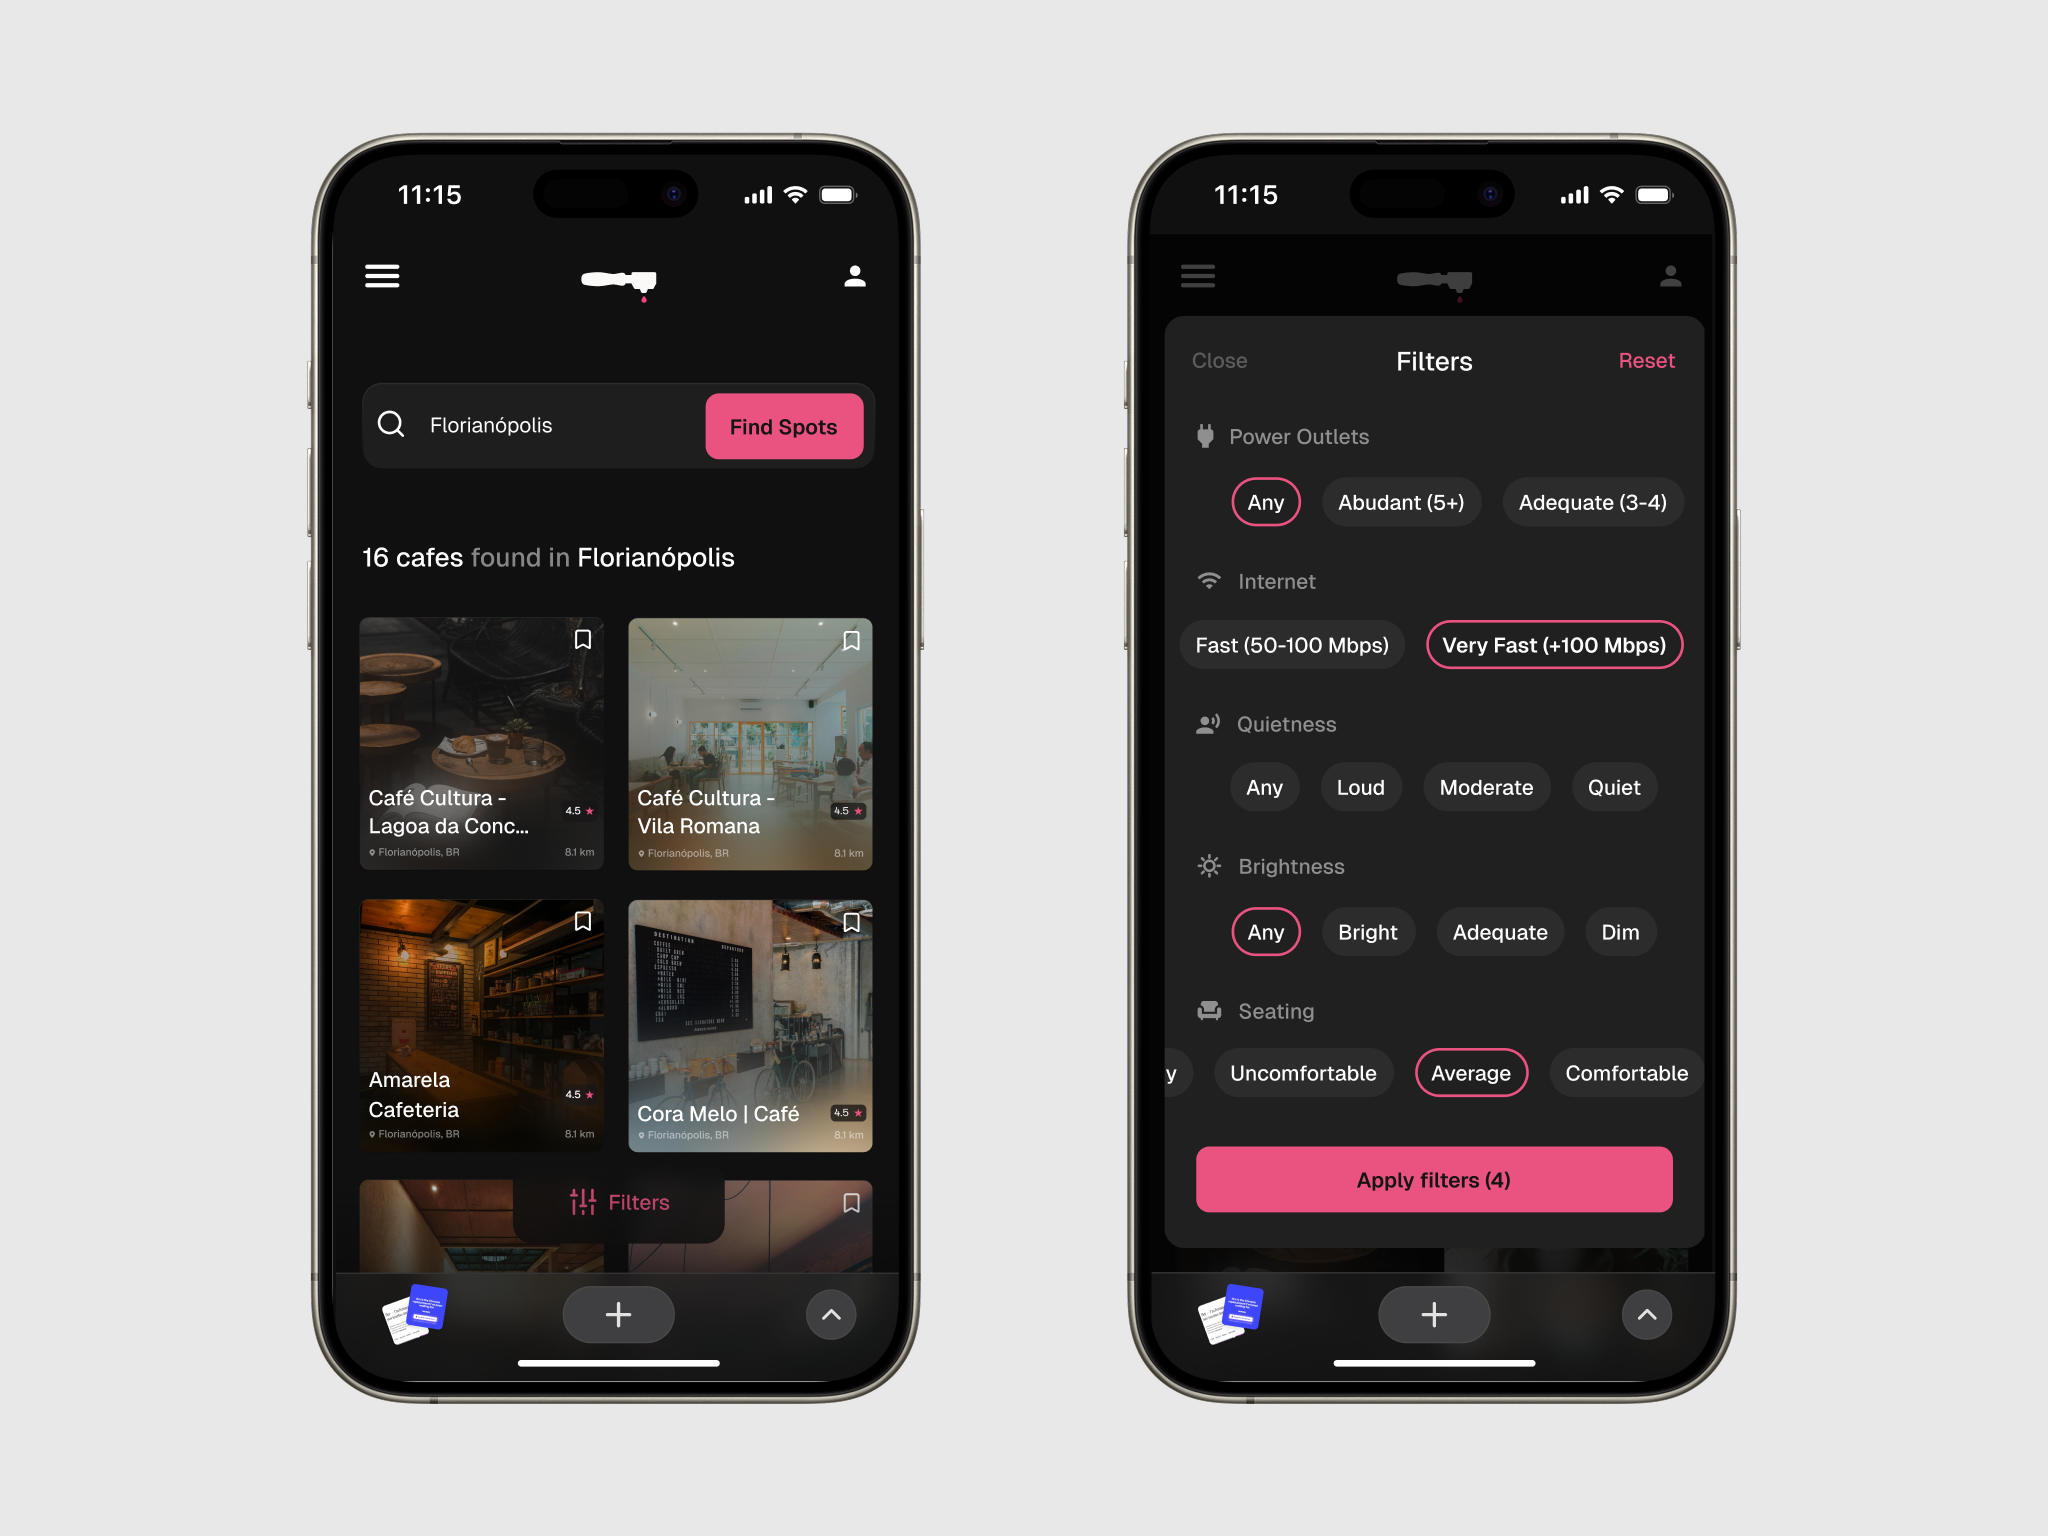 11:15
Florianópolis
Find Spots
16 cafes found in Florianópolis
Café Cultura -
Lagoa da Conc...
4.5
Florianópolis, BR
8.1 km
Café Cultura -
Vila Romana
4.5
Florianópolis, BR
8.1 km
DESTINATION
Amarela
Cafeteria
4.5
Florianópolis, BR
8.1 km
Cora Melo | Café
4.5
Florianópolis, BR
8.1 km
Filters
11:15
Close
Filters
Reset
Power Outlets
Any
Abudant (5+)
Adequate (3-4)
Internet
Fast (50-100 Mbps)
Very Fast (+100 Mbps)
Quietness
Any
Loud
Moderate
Quiet
Brightness
Any
Bright
Adequate
Dim
Seating
y
Uncomfortable
Average
Comfortable
Apply filters (4)